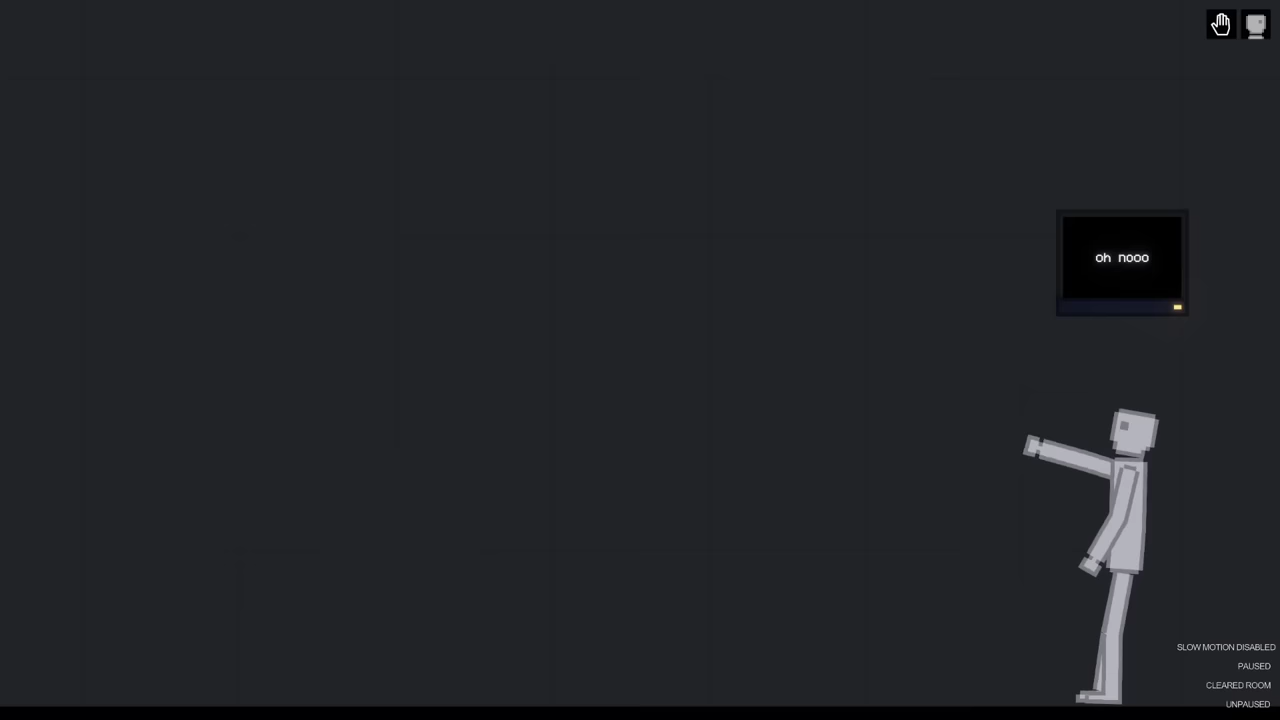 oh nooo
SLOW MOTION DISABLED
PAUSED
CLEARED ROOM
UNPAUSED